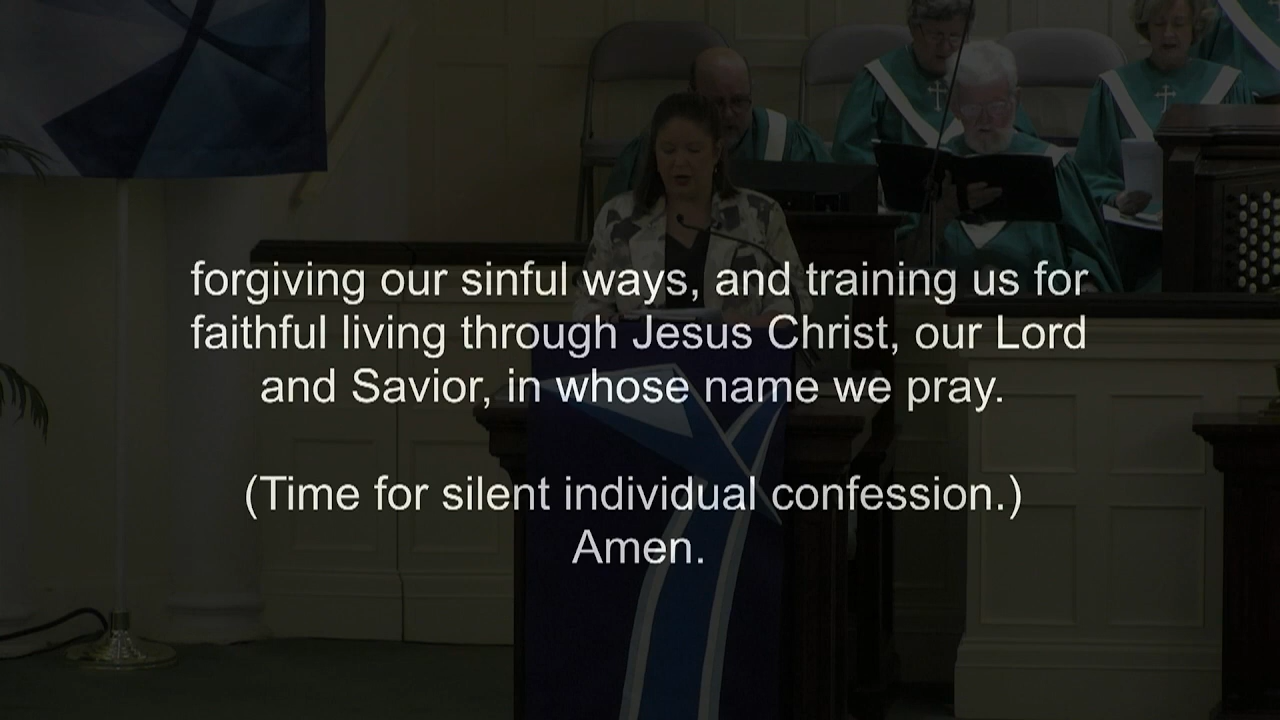 forgiving our sinful ways, and training us for
faithful living through Jesus Christ, our Lord
and Savior, in whose name we pray.
(Time for silent individual confession.)
Amen.